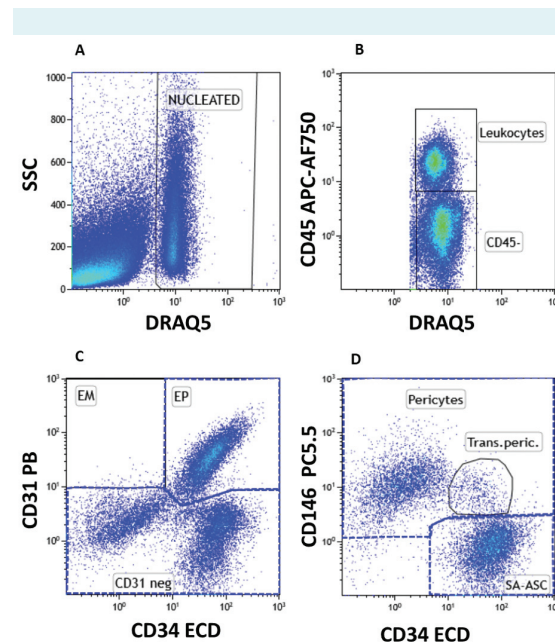 A
SSC
1000
800
600
400
200
0
NUCLEATED
10⁰ 10¹ 10² 10³
DRAQ5
B
CD45 APC-AF750
10³
10²
10¹
10⁰
Leukocytes
CD45-
10⁰ 10¹ 10²
DRAQ5
C
CD31 PB
10³
10²
10¹
10⁰
EM
EP
CD31 neg
10⁰ 10¹ 10² 10³
CD34 ECD
D
CD146 PC5.5
10³
10²
10¹
10⁰
Pericytes
Trans.peric.
SA-ASC
10⁰ 10¹ 10² 10³
CD34 ECD